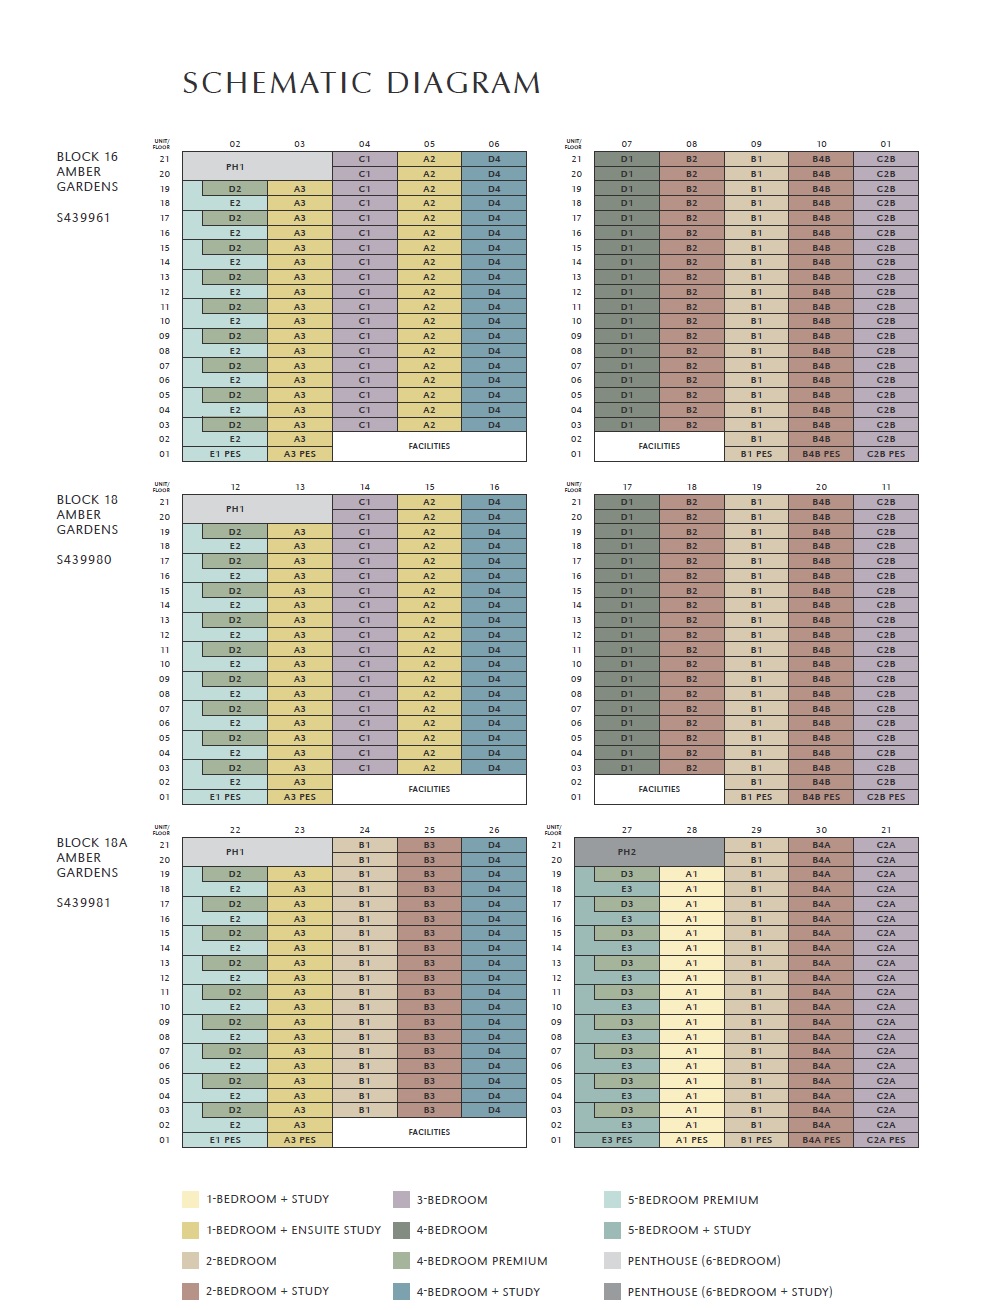 SCHEMATIC DIAGRAM
BLOCK 16
AMBER
GARDENS
S439961
UNIT/
FLOOR
02 03 04 05 06
21 PH1 C1 A2 D4
20 C1 A2 D4
19 D2 A3 C1 A2 D4
18 E2 A3 C1 A2 D4
17 D2 A3 C1 A2 D4
16 E2 A3 C1 A2 D4
15 D2 A3 C1 A2 D4
14 E2 A3 C1 A2 D4
13 D2 A3 C1 A2 D4
12 E2 A3 C1 A2 D4
11 D2 A3 C1 A2 D4
10 E2 A3 C1 A2 D4
09 D2 A3 C1 A2 D4
08 E2 A3 C1 A2 D4
07 D2 A3 C1 A2 D4
06 E2 A3 C1 A2 D4
05 D2 A3 C1 A2 D4
04 E2 A3 C1 A2 D4
03 D2 A3 C1 A2 D4
02 E2 A3 FACILITIES
01 E1 PES A3 PES
UNIT/
FLOOR
07 08 09 10 01
21 D1 B2 B1 B4B C2B
20 D1 B2 B1 B4B C2B
19 D1 B2 B1 B4B C2B
18 D1 B2 B1 B4B C2B
17 D1 B2 B1 B4B C2B
16 D1 B2 B1 B4B C2B
15 D1 B2 B1 B4B C2B
14 D1 B2 B1 B4B C2B
13 D1 B2 B1 B4B C2B
12 D1 B2 B1 B4B C2B
11 D1 B2 B1 B4B C2B
10 D1 B2 B1 B4B C2B
09 D1 B2 B1 B4B C2B
08 D1 B2 B1 B4B C2B
07 D1 B2 B1 B4B C2B
06 D1 B2 B1 B4B C2B
05 D1 B2 B1 B4B C2B
04 D1 B2 B1 B4B C2B
03 D1 B2 B1 B4B C2B
02 FACILITIES B1 B4B C2B
01 B1 PES B4B PES C2B PES
BLOCK 18
AMBER
GARDENS
S439980
UNIT/
FLOOR
12 13 14 15 16
21 PH1 C1 A2 D4
20 C1 A2 D4
19 D2 A3 C1 A2 D4
18 E2 A3 C1 A2 D4
17 D2 A3 C1 A2 D4
16 E2 A3 C1 A2 D4
15 D2 A3 C1 A2 D4
14 E2 A3 C1 A2 D4
13 D2 A3 C1 A2 D4
12 E2 A3 C1 A2 D4
11 D2 A3 C1 A2 D4
10 E2 A3 C1 A2 D4
09 D2 A3 C1 A2 D4
08 E2 A3 C1 A2 D4
07 D2 A3 C1 A2 D4
06 E2 A3 C1 A2 D4
05 D2 A3 C1 A2 D4
04 E2 A3 C1 A2 D4
03 D2 A3 C1 A2 D4
02 E2 A3 FACILITIES
01 E1 PES A3 PES
UNIT/
FLOOR
17 18 19 20 11
21 D1 B2 B1 B4B C2B
20 D1 B2 B1 B4B C2B
19 D1 B2 B1 B4B C2B
18 D1 B2 B1 B4B C2B
17 D1 B2 B1 B4B C2B
16 D1 B2 B1 B4B C2B
15 D1 B2 B1 B4B C2B
14 D1 B2 B1 B4B C2B
13 D1 B2 B1 B4B C2B
12 D1 B2 B1 B4B C2B
11 D1 B2 B1 B4B C2B
10 D1 B2 B1 B4B C2B
09 D1 B2 B1 B4B C2B
08 D1 B2 B1 B4B C2B
07 D1 B2 B1 B4B C2B
06 D1 B2 B1 B4B C2B
05 D1 B2 B1 B4B C2B
04 D1 B2 B1 B4B C2B
03 D1 B2 B1 B4B C2B
02 FACILITIES B1 B4B C2B
01 B1 PES B4B PES C2B PES
BLOCK 18A
AMBER
GARDENS
S439981
UNIT/
FLOOR
22 23 24 25 26
21 PH1 B1 B3 D4
20 B1 B3 D4
19 D2 A3 B1 B3 D4
18 E2 A3 B1 B3 D4
17 D2 A3 B1 B3 D4
16 E2 A3 B1 B3 D4
15 D2 A3 B1 B3 D4
14 E2 A3 B1 B3 D4
13 D2 A3 B1 B3 D4
12 E2 A3 B1 B3 D4
11 D2 A3 B1 B3 D4
10 E2 A3 B1 B3 D4
09 D2 A3 B1 B3 D4
08 E2 A3 B1 B3 D4
07 D2 A3 B1 B3 D4
06 E2 A3 B1 B3 D4
05 D2 A3 B1 B3 D4
04 E2 A3 B1 B3 D4
03 D2 A3 B1 B3 D4
02 E2 A3 FACILITIES
01 E1 PES A3 PES
UNIT/
FLOOR
27 28 29 30 21
21 PH2 B1 B4A C2A
20 B1 B4A C2A
19 D3 A1 B1 B4A C2A
18 E3 A1 B1 B4A C2A
17 D3 A1 B1 B4A C2A
16 E3 A1 B1 B4A C2A
15 D3 A1 B1 B4A C2A
14 E3 A1 B1 B4A C2A
13 D3 A1 B1 B4A C2A
12 E3 A1 B1 B4A C2A
11 D3 A1 B1 B4A C2A
10 E3 A1 B1 B4A C2A
09 D3 A1 B1 B4A C2A
08 E3 A1 B1 B4A C2A
07 D3 A1 B1 B4A C2A
06 E3 A1 B1 B4A C2A
05 D3 A1 B1 B4A C2A
04 E3 A1 B1 B4A C2A
03 D3 A1 B1 B4A C2A
02 E3 A1 B1 B4A C2A
01 E3 PES A1 PES B1 PES B4A PES C2A PES
1-BEDROOM + STUDY
1-BEDROOM + ENSUITE STUDY
2-BEDROOM
2-BEDROOM + STUDY
3-BEDROOM
4-BEDROOM
4-BEDROOM PREMIUM
4-BEDROOM + STUDY
5-BEDROOM PREMIUM
5-BEDROOM + STUDY
PENTHOUSE (6-BEDROOM)
PENTHOUSE (6-BEDROOM + STUDY)